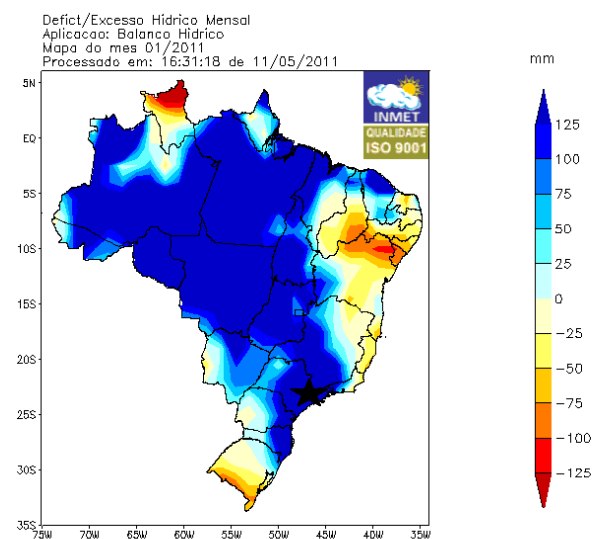 Defict/Excesso Hidrico Mensal
Aplicacao: Balanco Hidrico
Mapa do mes 01/2011
Processado em: 16:31:18 de 11/05/2011
mm
5N
EQ
5S
10S
15S
20S
25S
30S
35S
75W 70W 65W 60W 55W 50W 45W 40W 35W
INMET
QUALIDADE
ISO 9001
125
100
75
50
25
0
-25
-50
-75
-100
-125